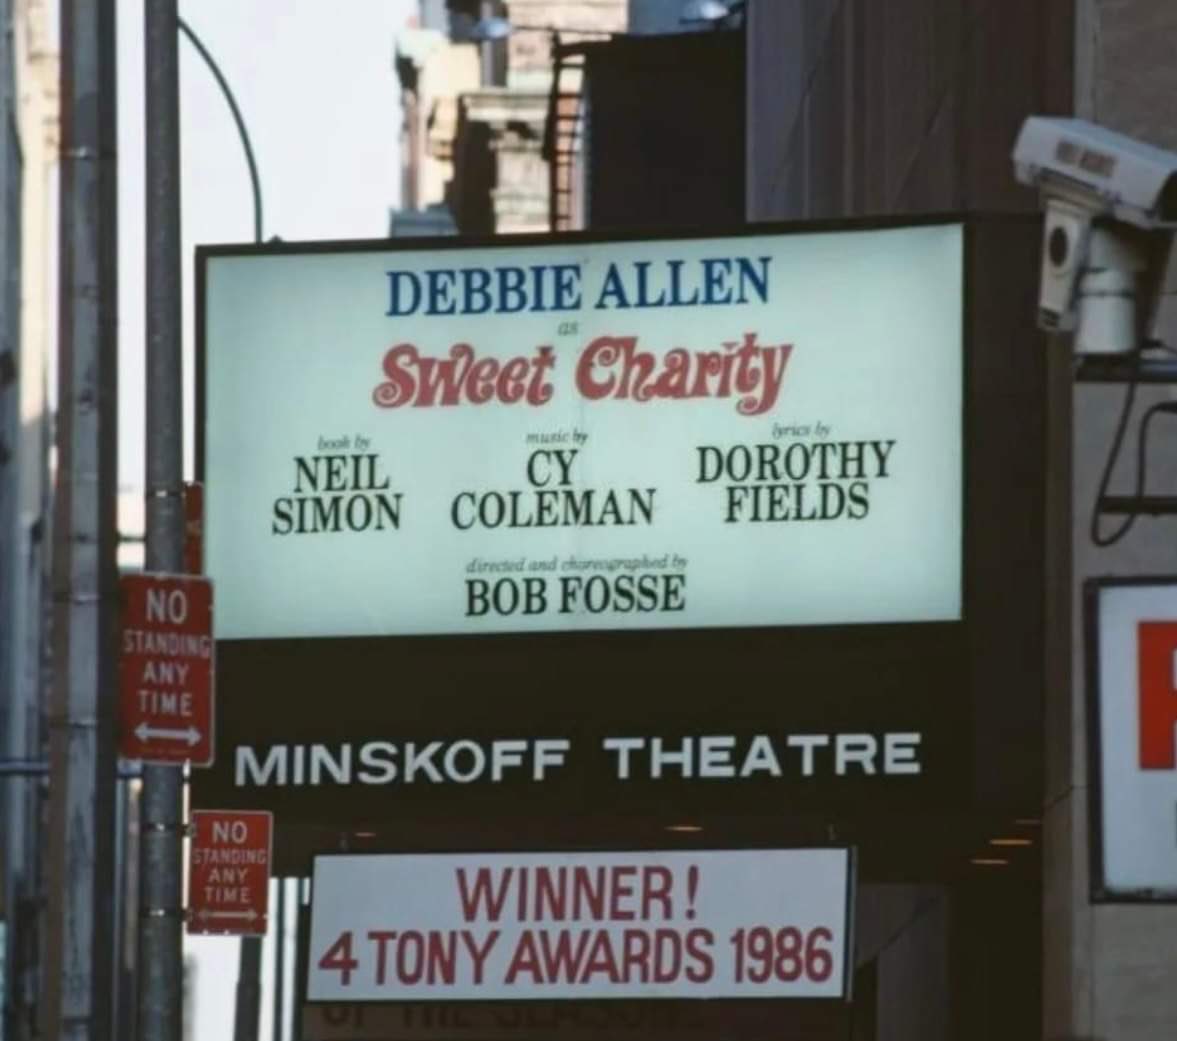 DEBBIE ALLEN
as
Sweet Charity
book by
NEIL
SIMON
music by
CY
COLEMAN
lyrics by
DOROTHY
FIELDS
directed and choreographed by
BOB FOSSE
NO
STANDING
ANY
TIME
MINSKOFF THEATRE
NO
STANDING
ANY
TIME
WINNER!
4 TONY AWARDS 1986